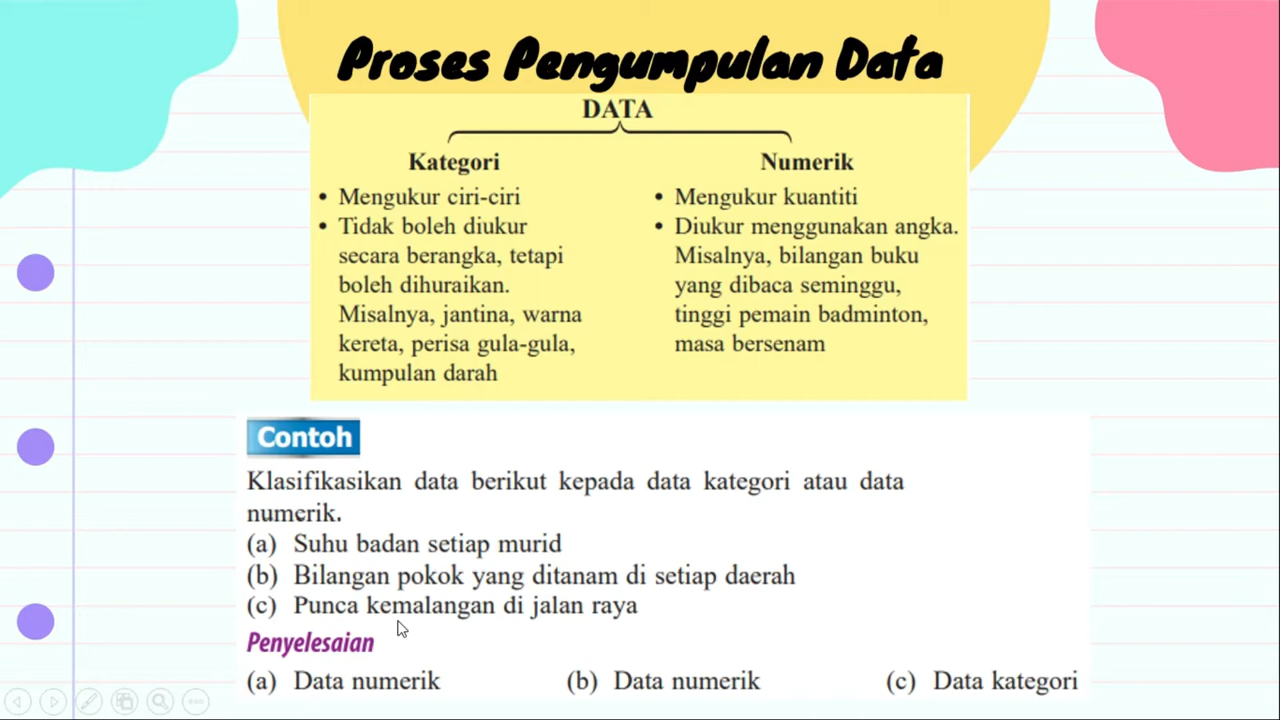 Proses Pengumpulan Data
DATA
Kategori
• Mengukur ciri-ciri
• Tidak boleh diukur
secara berangka, tetapi
boleh dihuraikan.
Misalnya, jantina, warna
kereta, perisa gula-gula,
kumpulan darah
Numerik
• Mengukur kuantiti
• Diukur menggunakan angka.
Misalnya, bilangan buku
yang dibaca seminggu,
tinggi pemain badminton,
masa bersenam
Contoh
Klasifikasikan data berikut kepada data kategori atau data
numerik.
(a) Suhu badan setiap murid
(b) Bilangan pokok yang ditanam di setiap daerah
(c) Punca kemalangan di jalan raya
Penyelesaian
(a) Data numerik (b) Data numerik (c) Data kategori